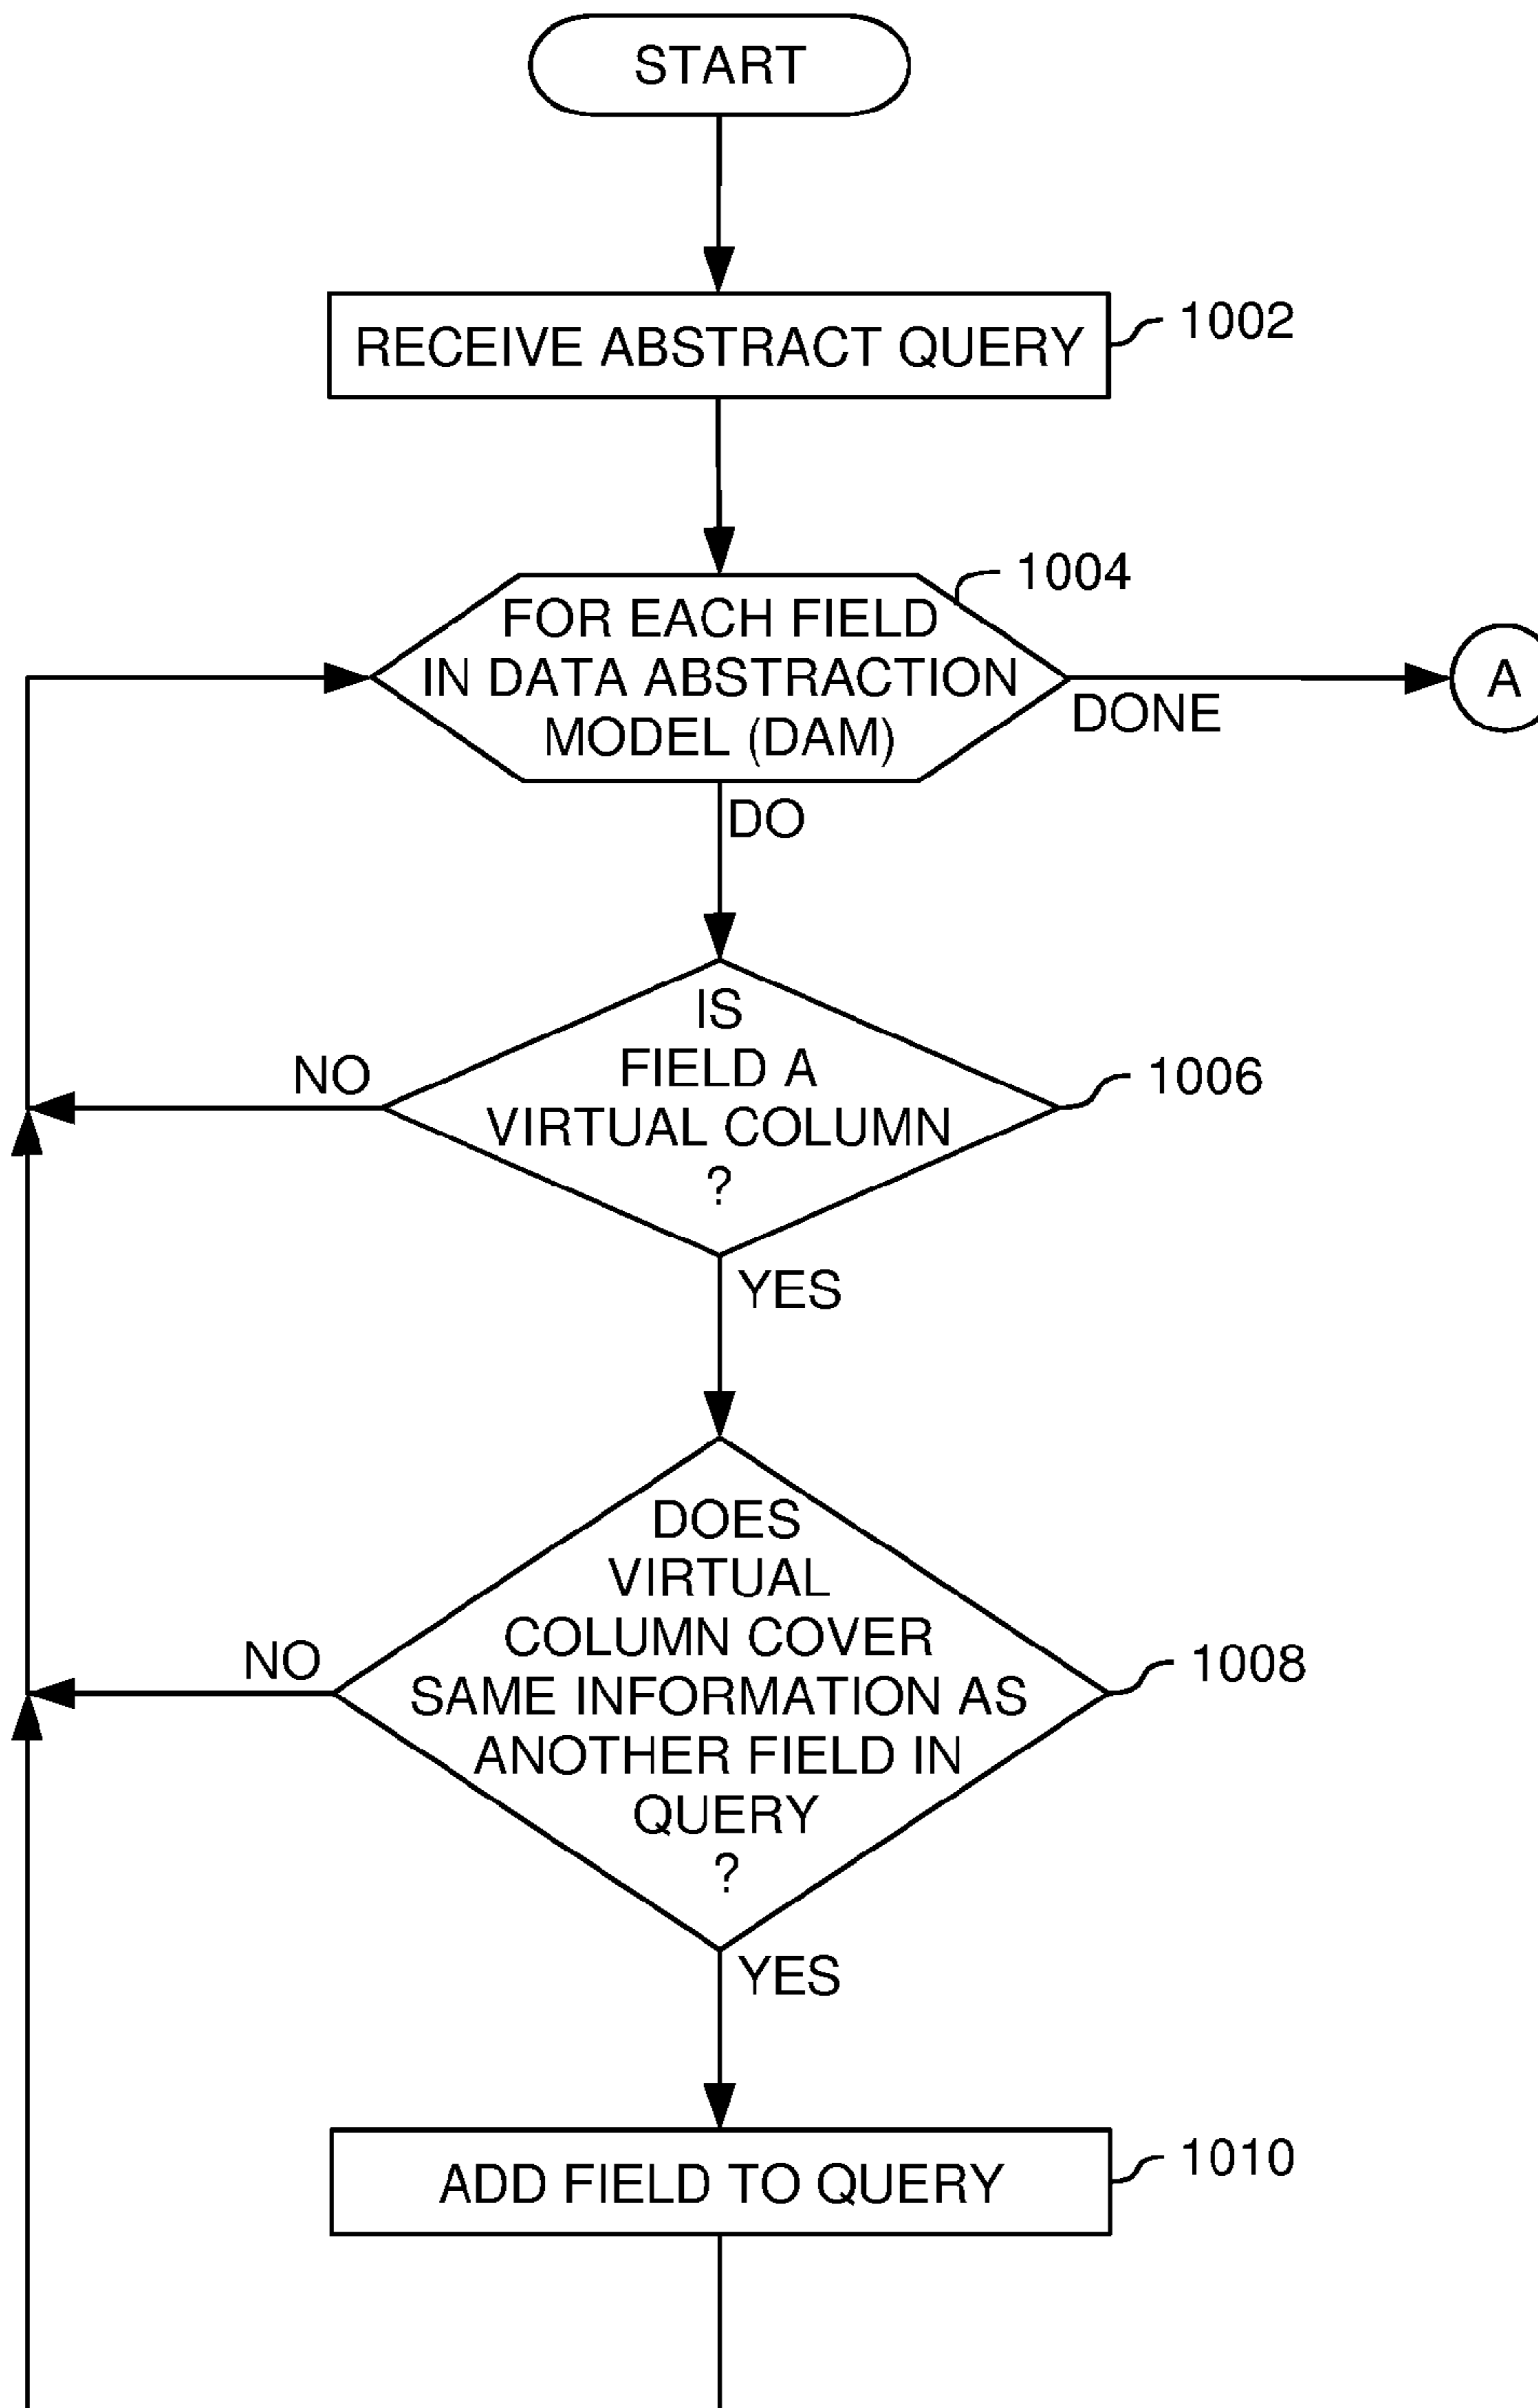 START
RECEIVE ABSTRACT QUERY
1002
1004
FOR EACH FIELD
IN DATA ABSTRACTION
MODEL (DAM)
A
DONE
DO
IS
FIELD A
VIRTUAL COLUMN
?
NO
1006
YES
DOES
VIRTUAL
COLUMN COVER
SAME INFORMATION AS
ANOTHER FIELD IN
QUERY
?
NO
1008
YES
ADD FIELD TO QUERY
1010